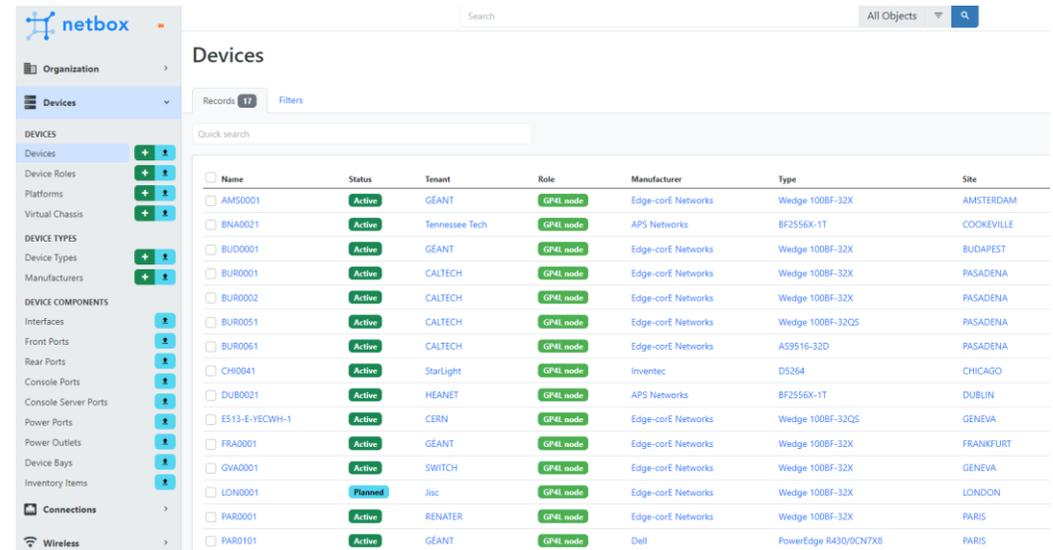 netbox
Search
All Objects
Organization
Devices
Devices
Records 17
Filters
Quick search
DEVICES
Devices
Device Roles
Platforms
Virtual Chassis
DEVICE TYPES
Device Types
Manufacturers
DEVICE COMPONENTS
Interfaces
Front Ports
Rear Ports
Console Ports
Console Server Ports
Power Ports
Power Outlets
Device Bays
Inventory Items
Connections
Wireless
Name Status Tenant Role Manufacturer Type Site
AMS0001 Active GÉANT GP4L node Edge-corE Networks Wedge 100BF-32X AMSTERDAM
BNA0021 Active Tennessee Tech GP4L node APS Networks BF2556X-1T COOKEVILLE
BUD0001 Active GÉANT GP4L node Edge-corE Networks Wedge 100BF-32X BUDAPEST
BUR0001 Active CALTECH GP4L node Edge-corE Networks Wedge 100BF-32X PASADENA
BUR0002 Active CALTECH GP4L node Edge-corE Networks Wedge 100BF-32X PASADENA
BUR0051 Active CALTECH GP4L node Edge-corE Networks Wedge 100BF-32QS PASADENA
BUR0061 Active CALTECH GP4L node Edge-corE Networks AS9516-32D PASADENA
CHI0041 Active StarLight GP4L node Inventec D5264 CHICAGO
DUB0021 Active HEANET GP4L node APS Networks BF2556X-1T DUBLIN
E513-E-YECWH-1 Active CERN GP4L node Edge-corE Networks Wedge 100BF-32QS GENEVA
FRA0001 Active GÉANT GP4L node Edge-corE Networks Wedge 100BF-32X FRANKFURT
GVA0001 Active SWITCH GP4L node Edge-corE Networks Wedge 100BF-32X GENEVA
LON0001 Planned Jisc GP4L node Edge-corE Networks Wedge 100BF-32X LONDON
PAR0001 Active RENATER GP4L node Edge-corE Networks Wedge 100BF-32X PARIS
PAR0101 Active GÉANT GP4L node Dell PowerEdge R430/0CN7X8 PARIS